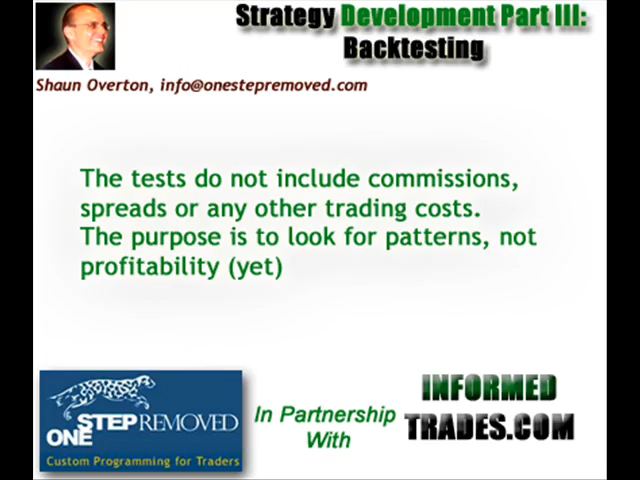 Strategy Development Part III:
Backtesting
Shaun Overton, info@onestepremoved.com
The tests do not include commissions,
spreads or any other trading costs.
The purpose is to look for patterns, not
profitability (yet)
ONE STEP REMOVED
Custom Programming for Traders
In Partnership
With
INFORMED
TRADES.COM